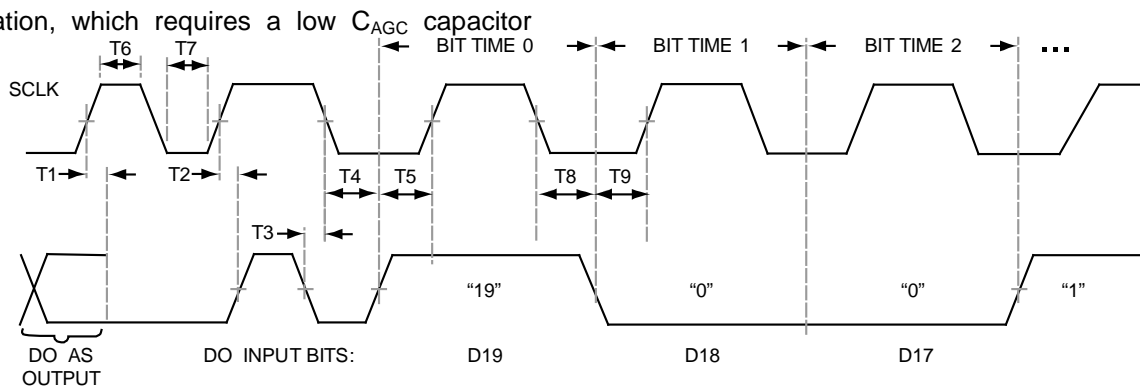 ation, which requires a low CAGC capacitor
T6 T7 BIT TIME 0 BIT TIME 1 BIT TIME 2 ...
SCLK
T1 T2 T4 T5 T8 T9
T3
“19” “0” “0” “1”
DO AS DO INPUT BITS: D19 D18 D17
OUTPUT